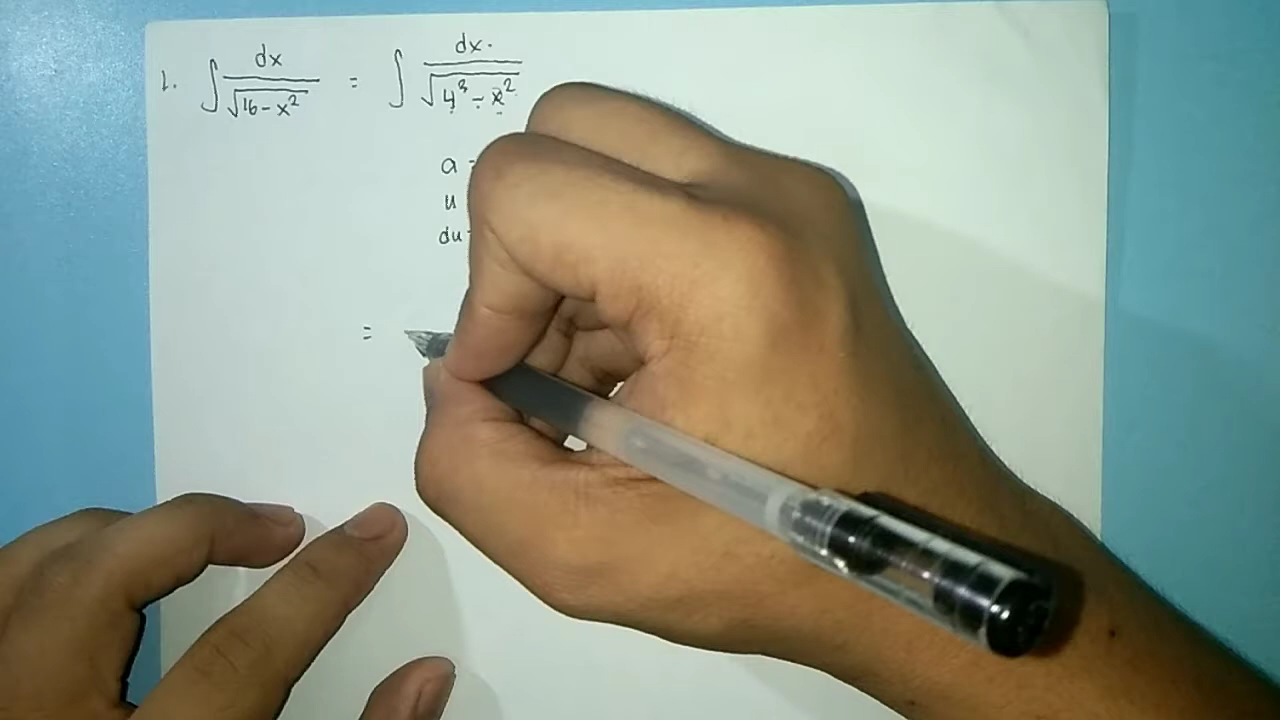 1. ∫ dx / √16 - x² = ∫ dx / √4² - x²
a =
u
du =
=